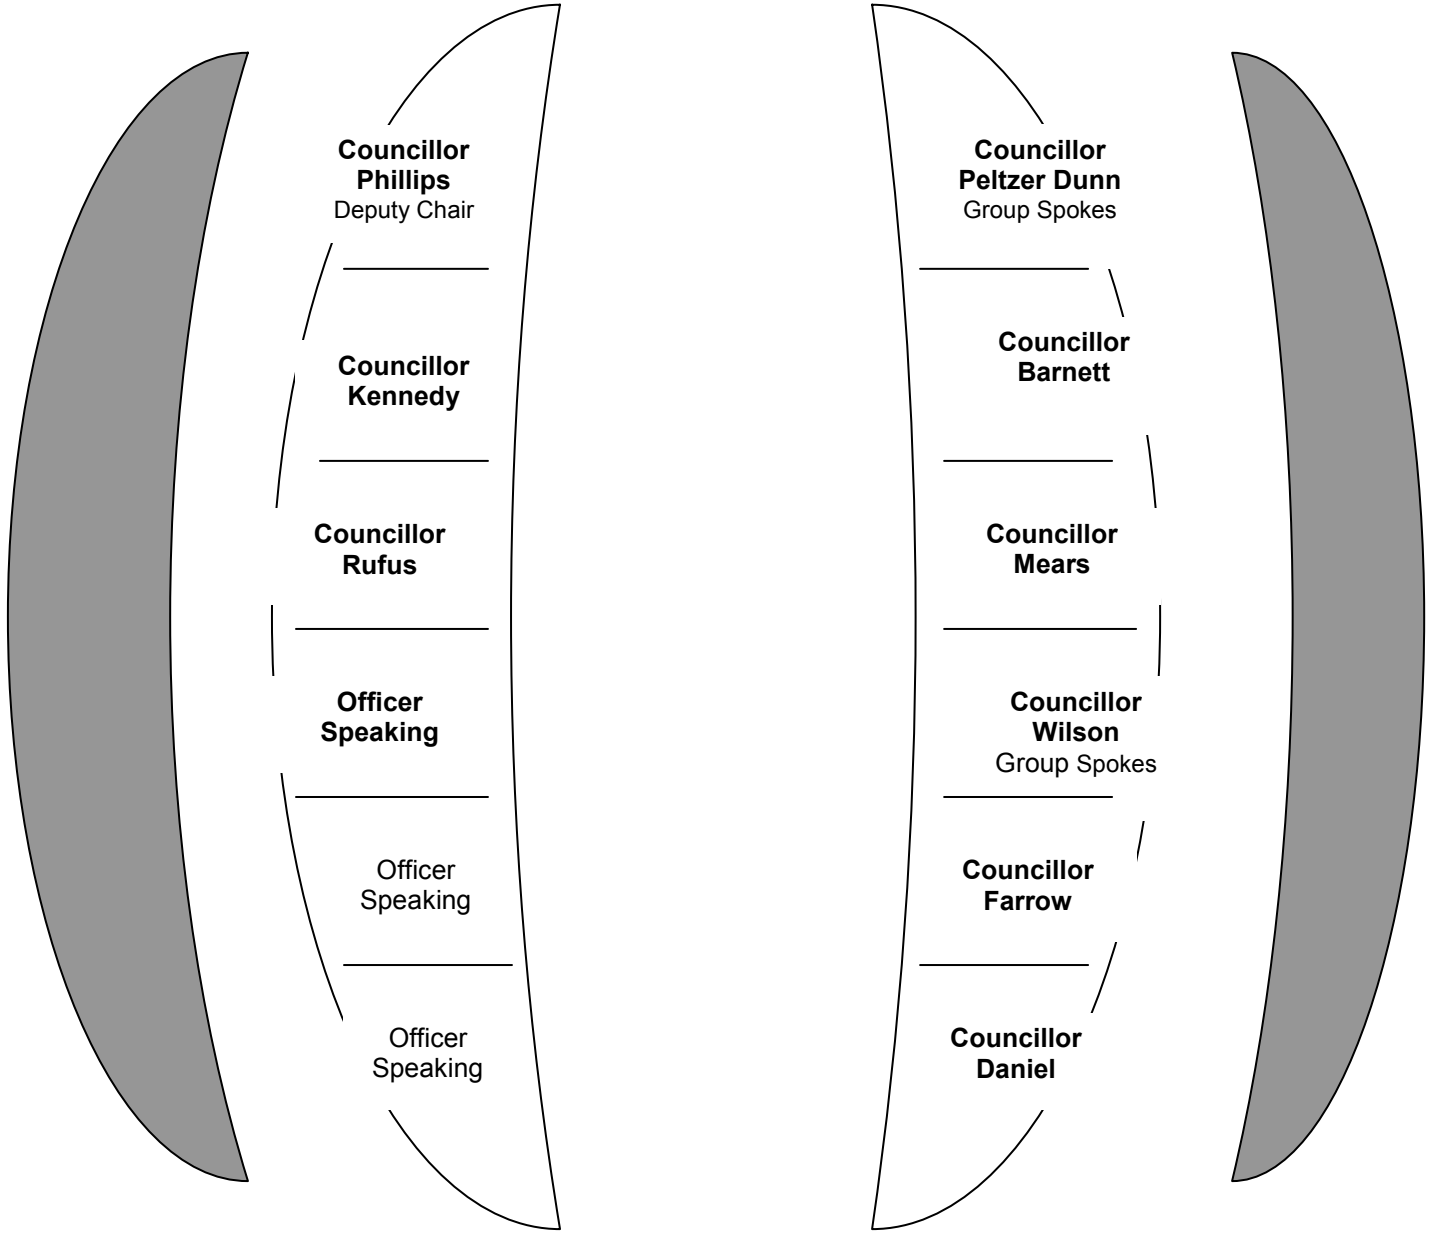 Councillor
Phillips
Deputy Chair
Councillor
Kennedy
Councillor
Rufus
Officer
Speaking
Officer
Speaking
Officer
Speaking
Councillor
Peltzer Dunn
Group Spokes
Councillor
Barnett
Councillor
Mears
Councillor
Wilson
Group Spokes
Councillor
Farrow
Councillor
Daniel